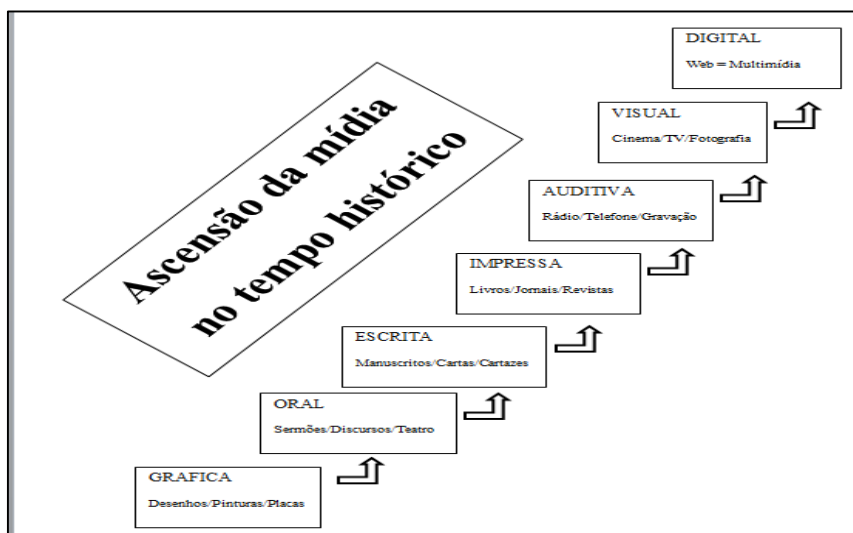 DIGITAL
Web = Multimídia
VISUAL
Cinema/TV/Fotografia
Ascensão da mídia
no tempo histórico
AUDITIVA
Rádio/Telefone/Gravação
IMPRESSA
Livros/Jornais/Revistas
ESCRITA
Manuscritos/Cartas/Cartazes
ORAL
Sermões/Discursos/Teatro
GRAFICA
Desenhos/Pinturas/Placas